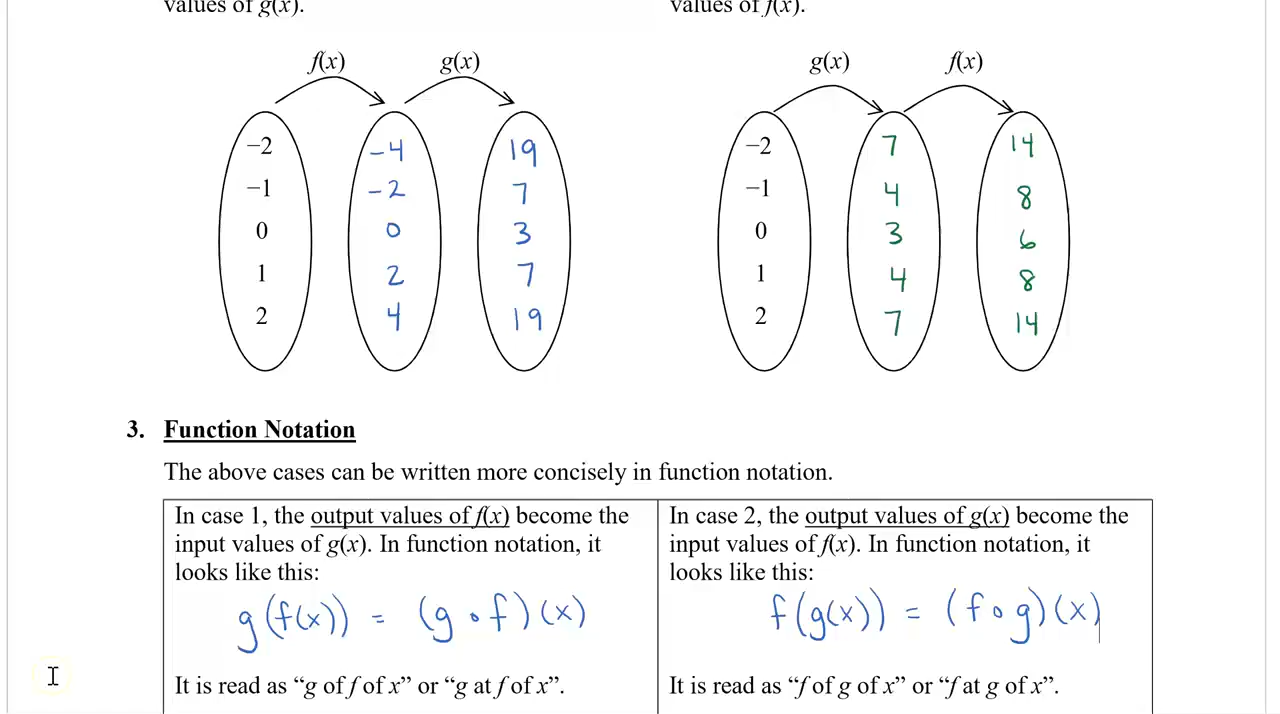 values of g(x).
values of f(x).
f(x) g(x)
−2 -4 19
−1 -2 7
0 0 3
1 2 7
2 4 19
g(x) f(x)
−2 7 14
−1 4 8
0 3 6
1 4 8
2 7 14
3. Function Notation
The above cases can be written more concisely in function notation.
In case 1, the output values of f(x) become the
input values of g(x). In function notation, it
looks like this:
g(f(x)) = (g∘f)(x)
It is read as “g of f of x” or “g at f of x”.
In case 2, the output values of g(x) become the
input values of f(x). In function notation, it
looks like this:
f(g(x)) = (f∘g)(x)
It is read as “f of g of x” or “f at g of x”.